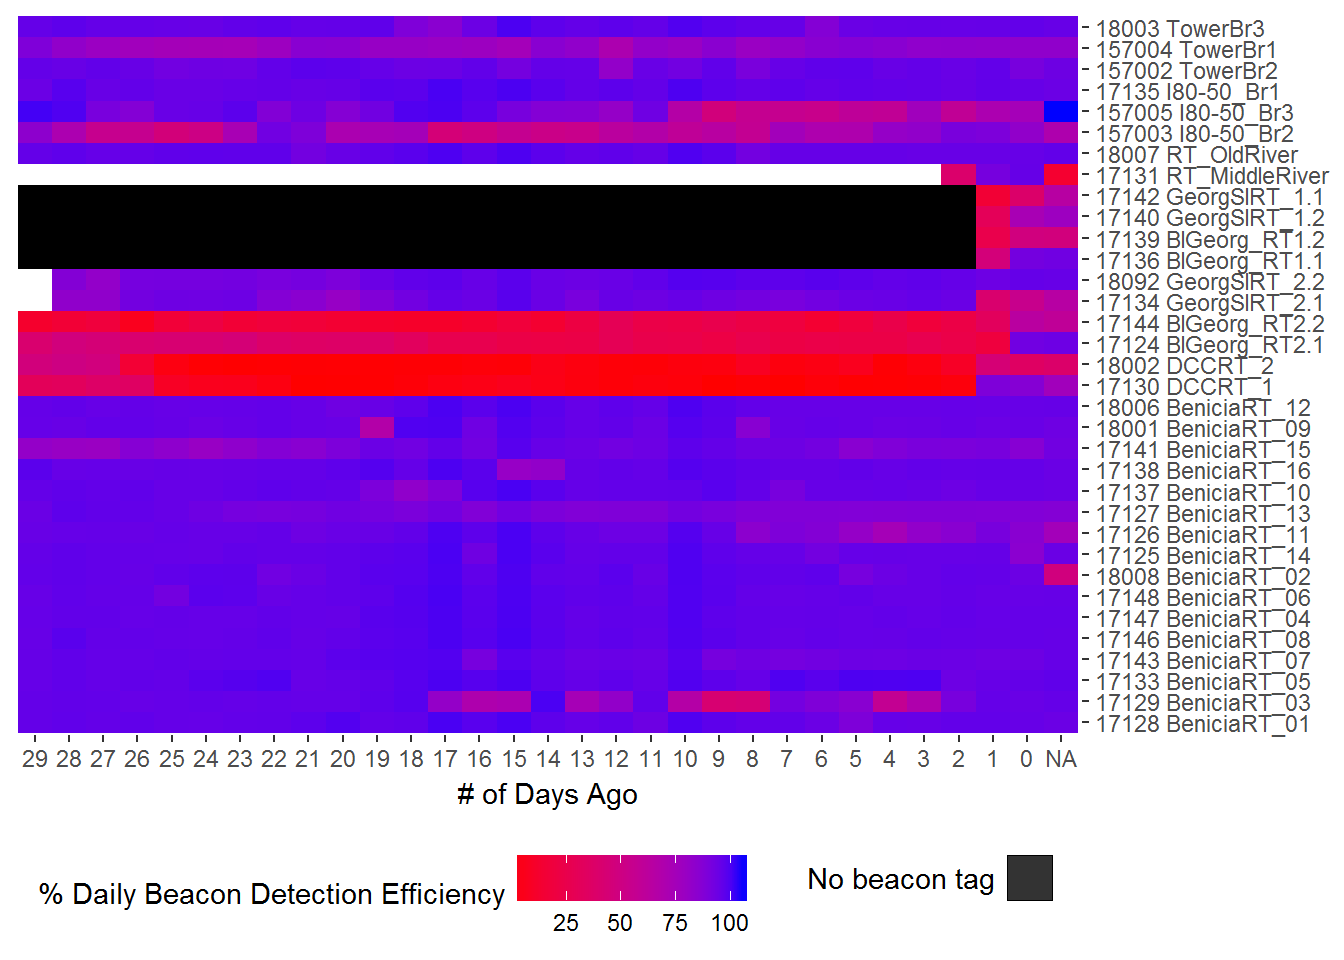 18003 TowerBr3
157004 TowerBr1
157002 TowerBr2
17135 I80-50_Br1
157005 I80-50_Br3
157003 I80-50_Br2
18007 RT_OldRiver
17131 RT_MiddleRiver
17142 GeorgSlRT_1.1
17140 GeorgSlRT_1.2
17139 BlGeorg_RT1.2
17136 BlGeorg_RT1.1
18092 GeorgSlRT_2.2
17134 GeorgSlRT_2.1
17144 BlGeorg_RT2.2
17124 BlGeorg_RT2.1
18002 DCCRT_2
17130 DCCRT_1
18006 BeniciaRT_12
18001 BeniciaRT_09
17141 BeniciaRT_15
17138 BeniciaRT_16
17137 BeniciaRT_10
17127 BeniciaRT_13
17126 BeniciaRT_11
17125 BeniciaRT_14
18008 BeniciaRT_02
17148 BeniciaRT_06
17147 BeniciaRT_04
17146 BeniciaRT_08
17143 BeniciaRT_07
17133 BeniciaRT_05
17129 BeniciaRT_03
17128 BeniciaRT_01
29 28 27 26 25 24 23 22 21 20 19 18 17 16 15 14 13 12 11 10 9 8 7 6 5 4 3 2 1 0 NA
# of Days Ago
% Daily Beacon Detection Efficiency
25 50 75 100
No beacon tag